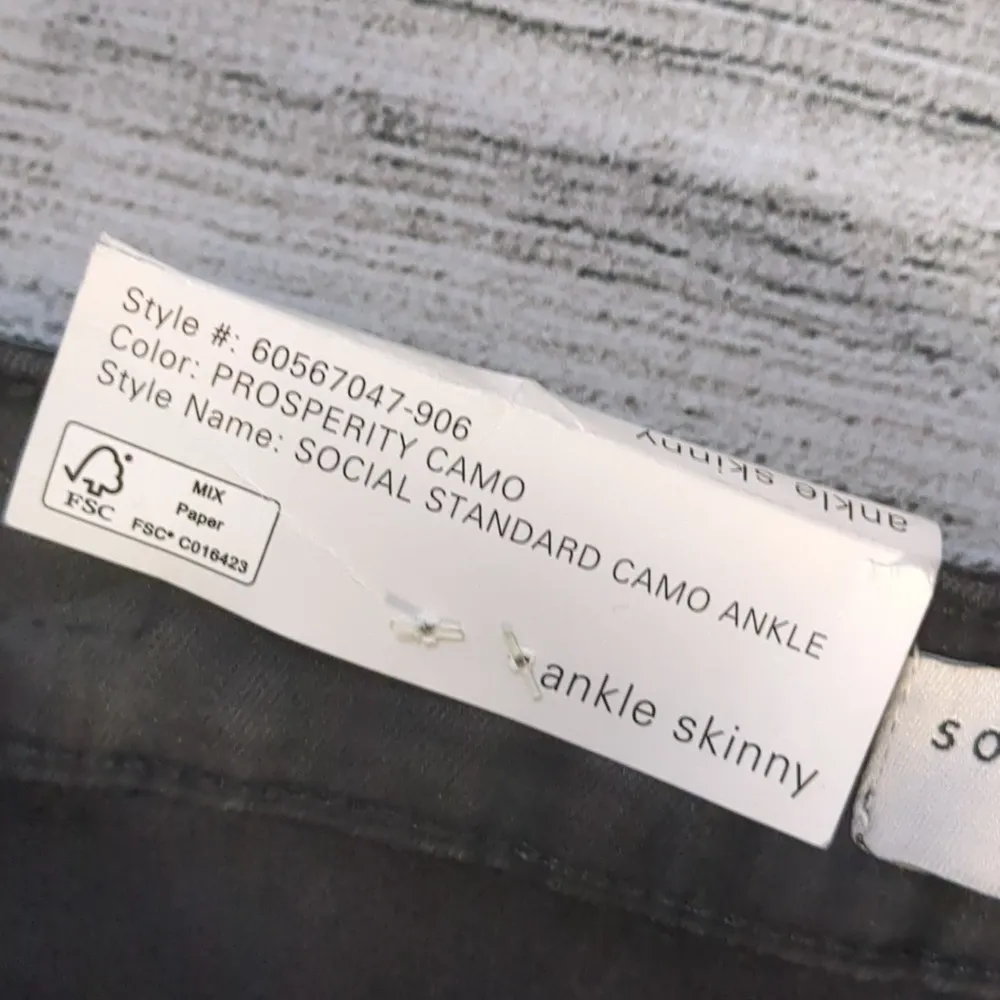 Style #: 60567047-906
Color: PROSPERITY CAMO
Style Name: SOCIAL STANDARD CAMO ANKLE
FSC
MIX
Paper
FSC® C016423
ankle skinny
ankle skinny
SO